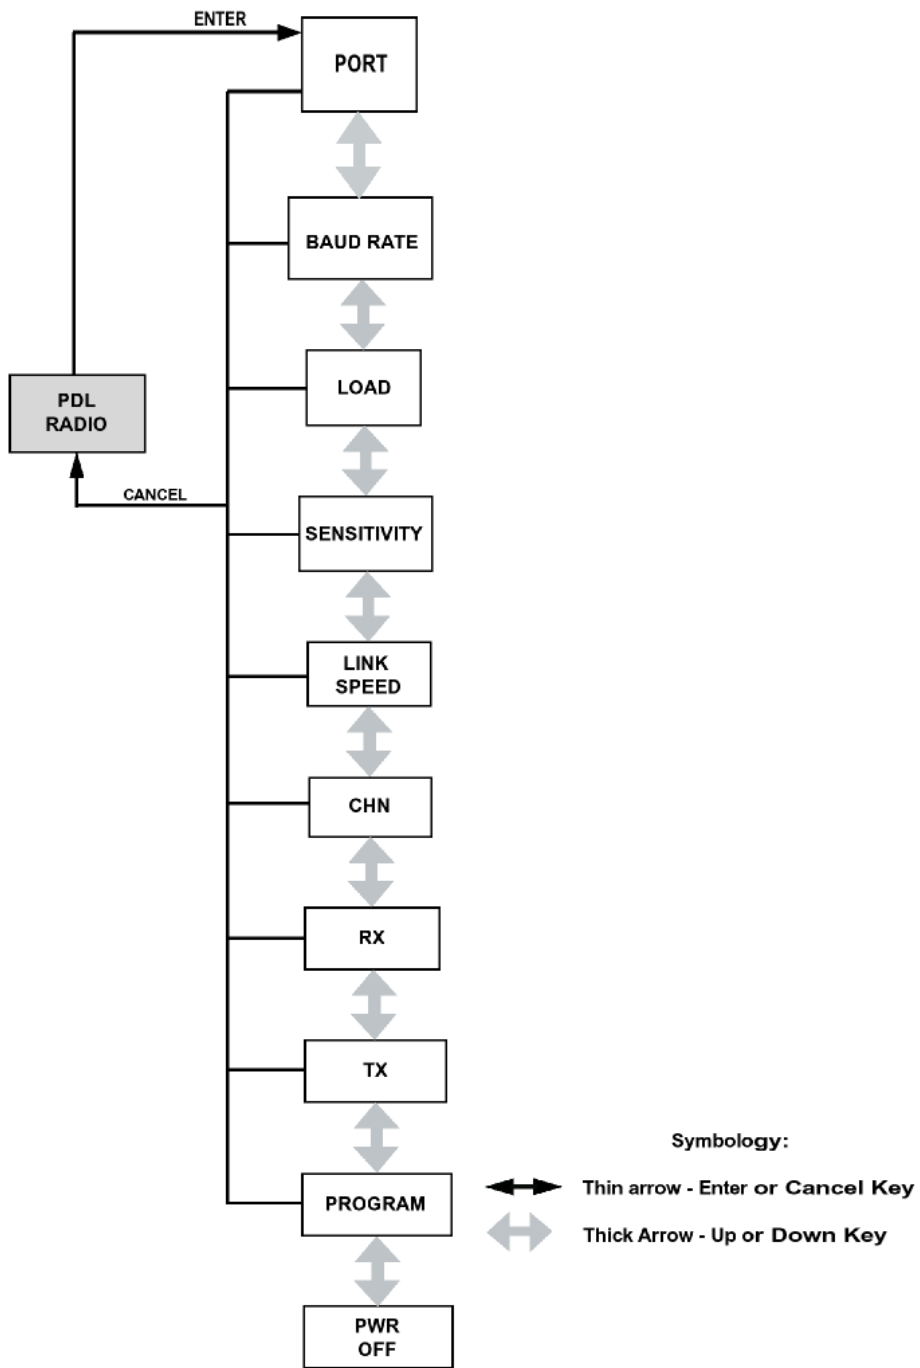 ENTER
PORT
BAUD RATE
LOAD
PDL
RADIO
CANCEL
SENSITIVITY
LINK
SPEED
CHN
RX
TX
PROGRAM
PWR
OFF
Symbology:
Thin arrow - Enter or Cancel Key
Thick Arrow - Up or Down Key